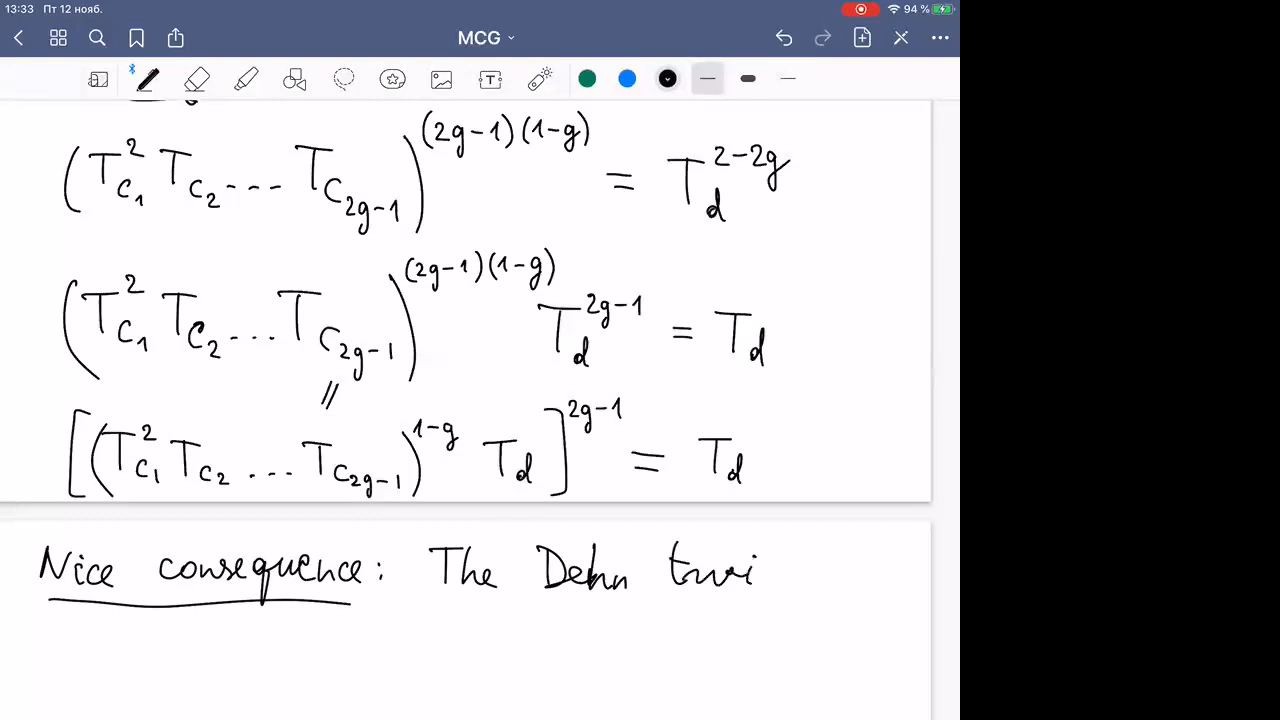 13:33 Пт 12 нояб. 94 %
MCG
T
(T_{c_1}^2 T_{c_2} ... T_{c_{2g-1}})^{(2g-1)(1-g)} = T_d^{2-2g}
(T_{c_1}^2 T_{c_2} ... T_{c_{2g-1}})^{(2g-1)(1-g)} T_d^{2g-1} = T_d
//
[(T_{c_1}^2 T_{c_2} ... T_{c_{2g-1}})^{1-g} T_d]^{2g-1} = T_d
Nice consequence: The Dehn twi